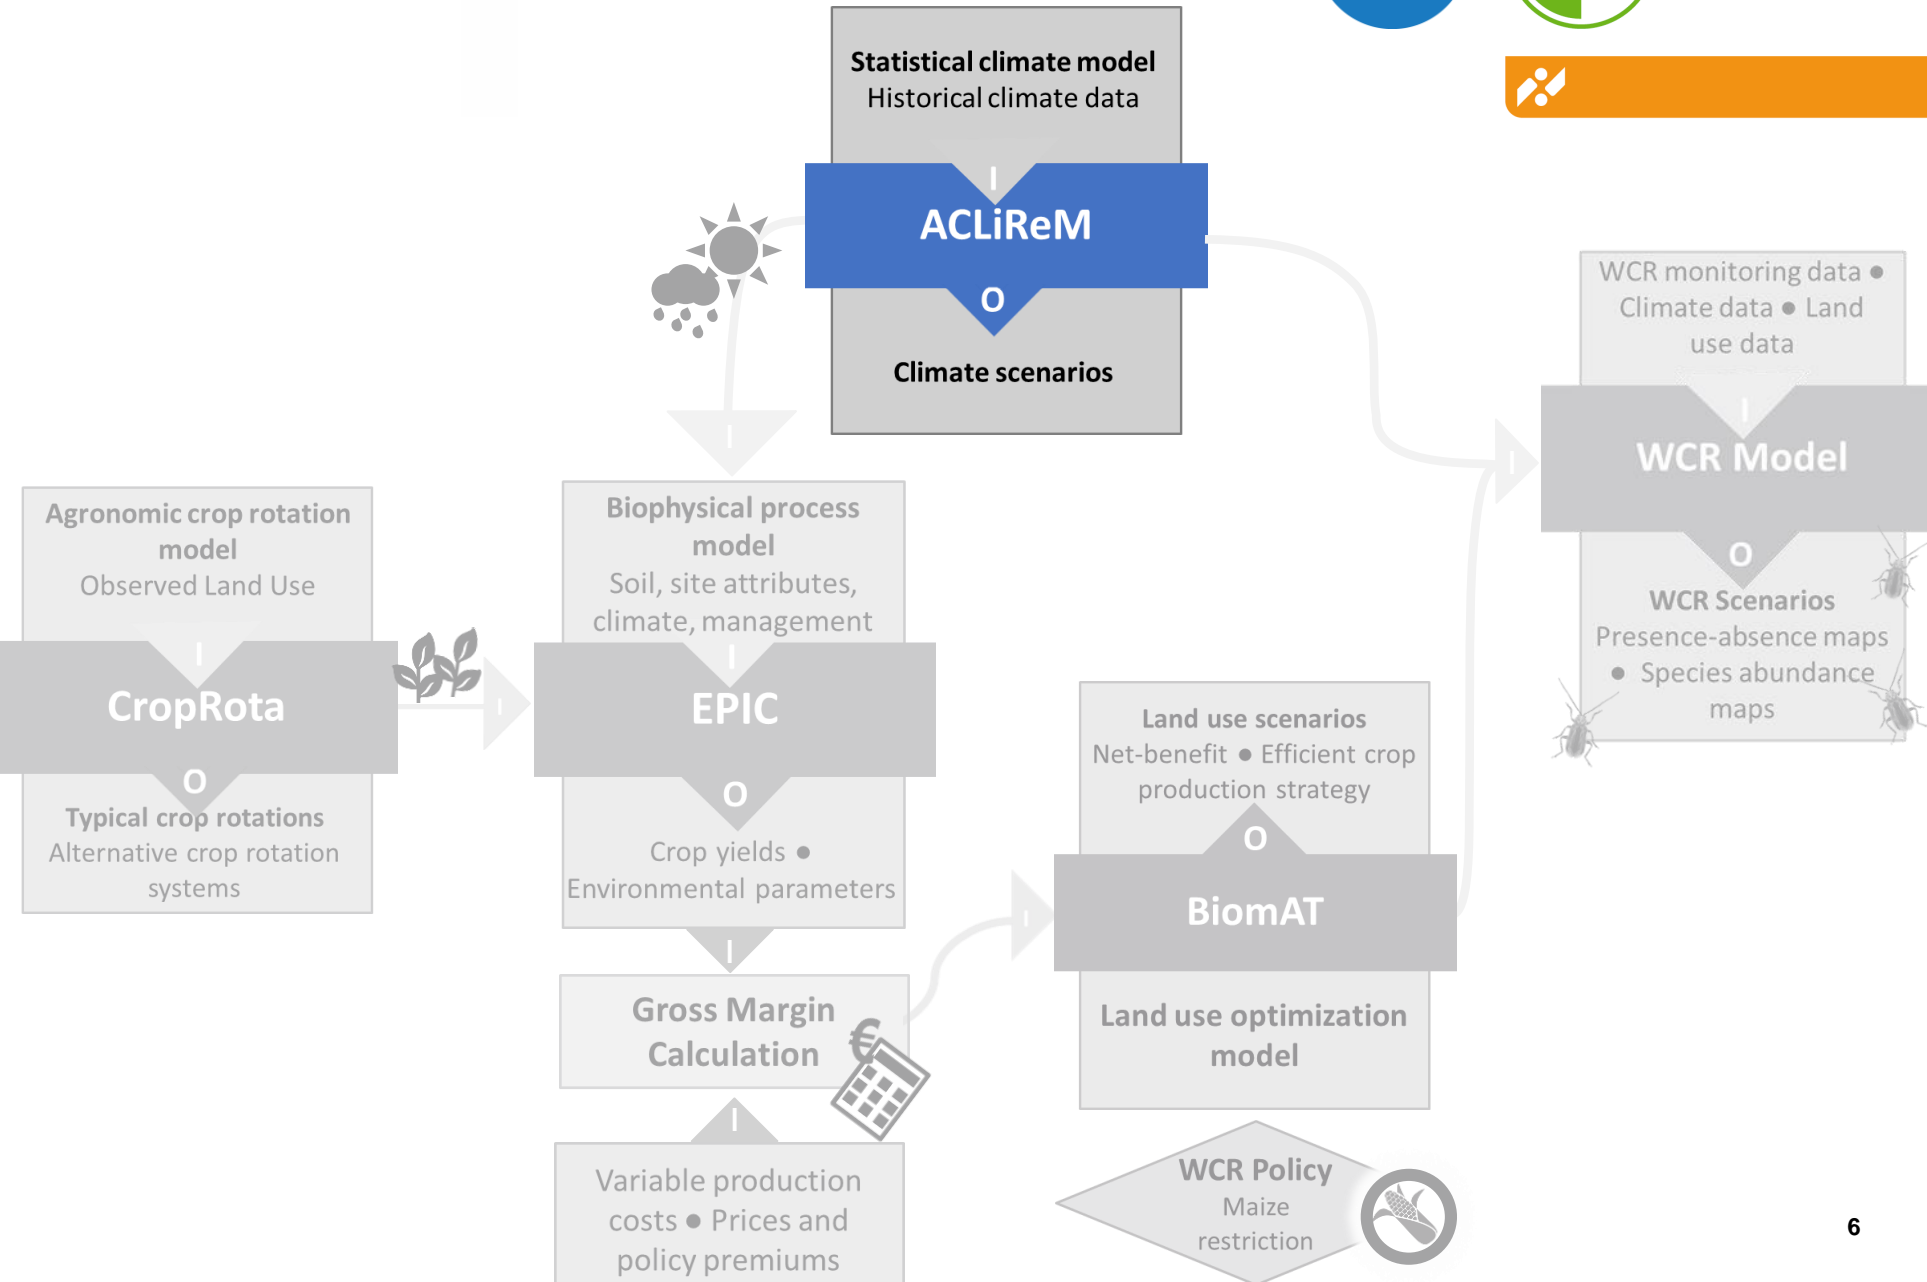 Statistical climate model
Historical climate data
I
ACLiReM
O
Climate scenarios
I
WCR monitoring data ●
Climate data ● Land
use data
I
WCR Model
I
O
WCR Scenarios
Presence-absence maps
● Species abundance
maps
Agronomic crop rotation
model
Observed Land Use
I
CropRota
O
Typical crop rotations
Alternative crop rotation
systems
I
Biophysical process
model
Soil, site attributes,
climate, management
I
EPIC
O
Crop yields ●
Environmental parameters
I
Gross Margin
Calculation
€
I
Variable production
costs ● Prices and
policy premiums
Land use scenarios
Net-benefit ● Efficient crop
production strategy
O
I
BiomAT
Land use optimization
model
WCR Policy
Maize
restriction
6